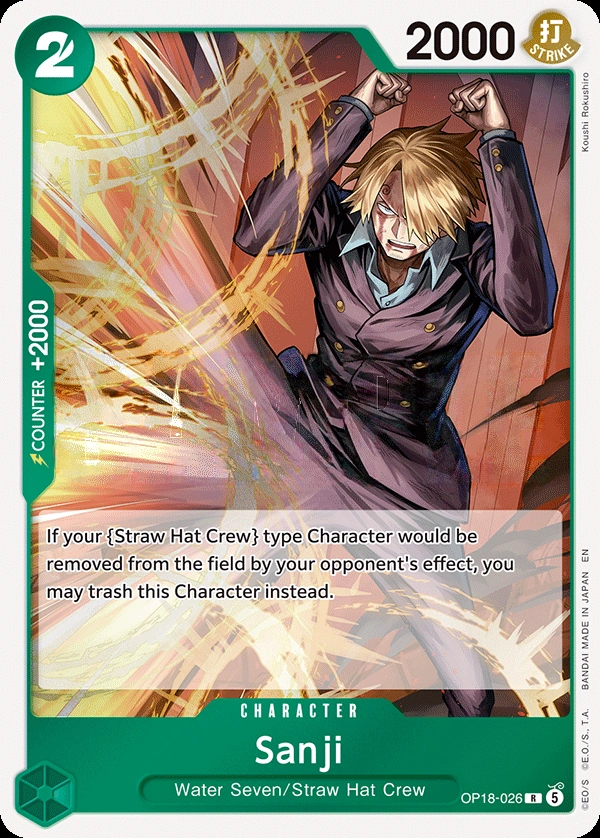 2
2000
打
STRIKE
Koushi Rokushiro
COUNTER +2000
If your {Straw Hat Crew} type Character would be
removed from the field by your opponent's effect, you
may trash this Character instead.
CHARACTER
Sanji
Water Seven/Straw Hat Crew
OP18-026 R 5
©E.O./S., T.A. BANDAI MADE IN JAPAN EN
©EO/S